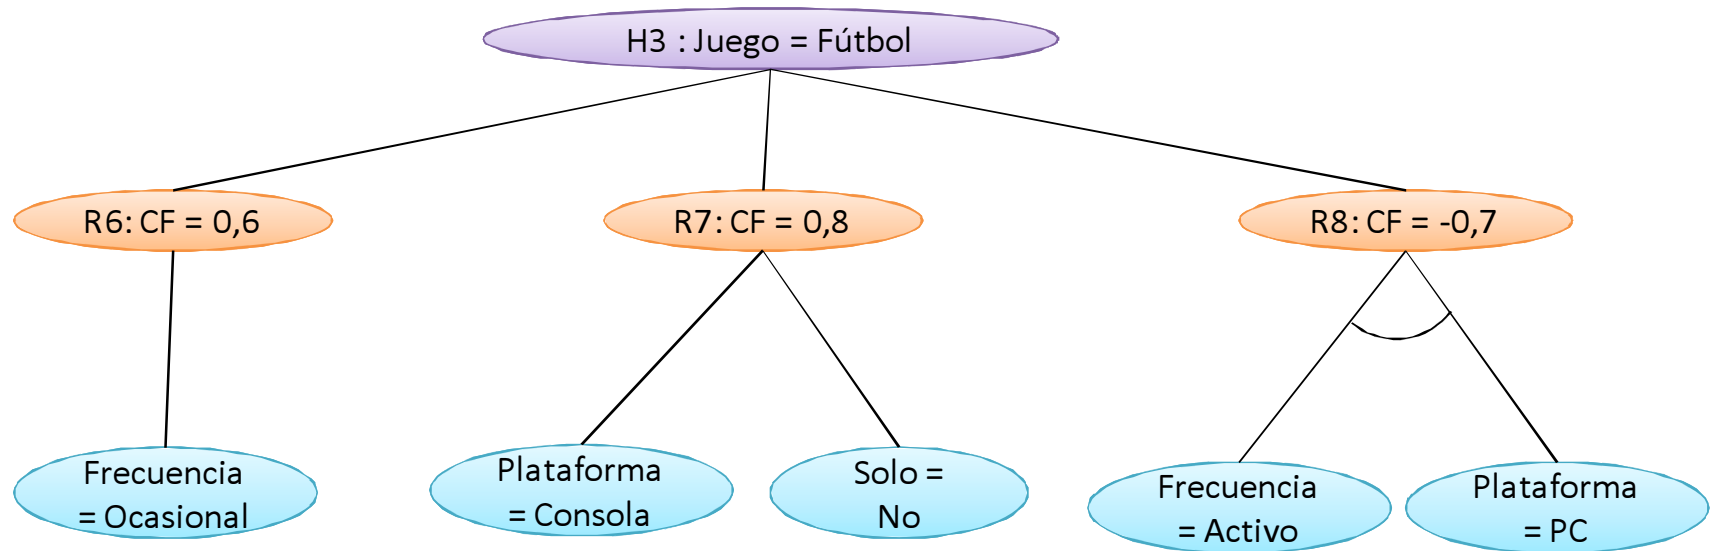 H3 : Juego = Fútbol
R6: CF = 0,6
R7: CF = 0,8
R8: CF = -0,7
Frecuencia
= Ocasional
Plataforma
= Consola
Solo =
No
Frecuencia
= Activo
Plataforma
= PC